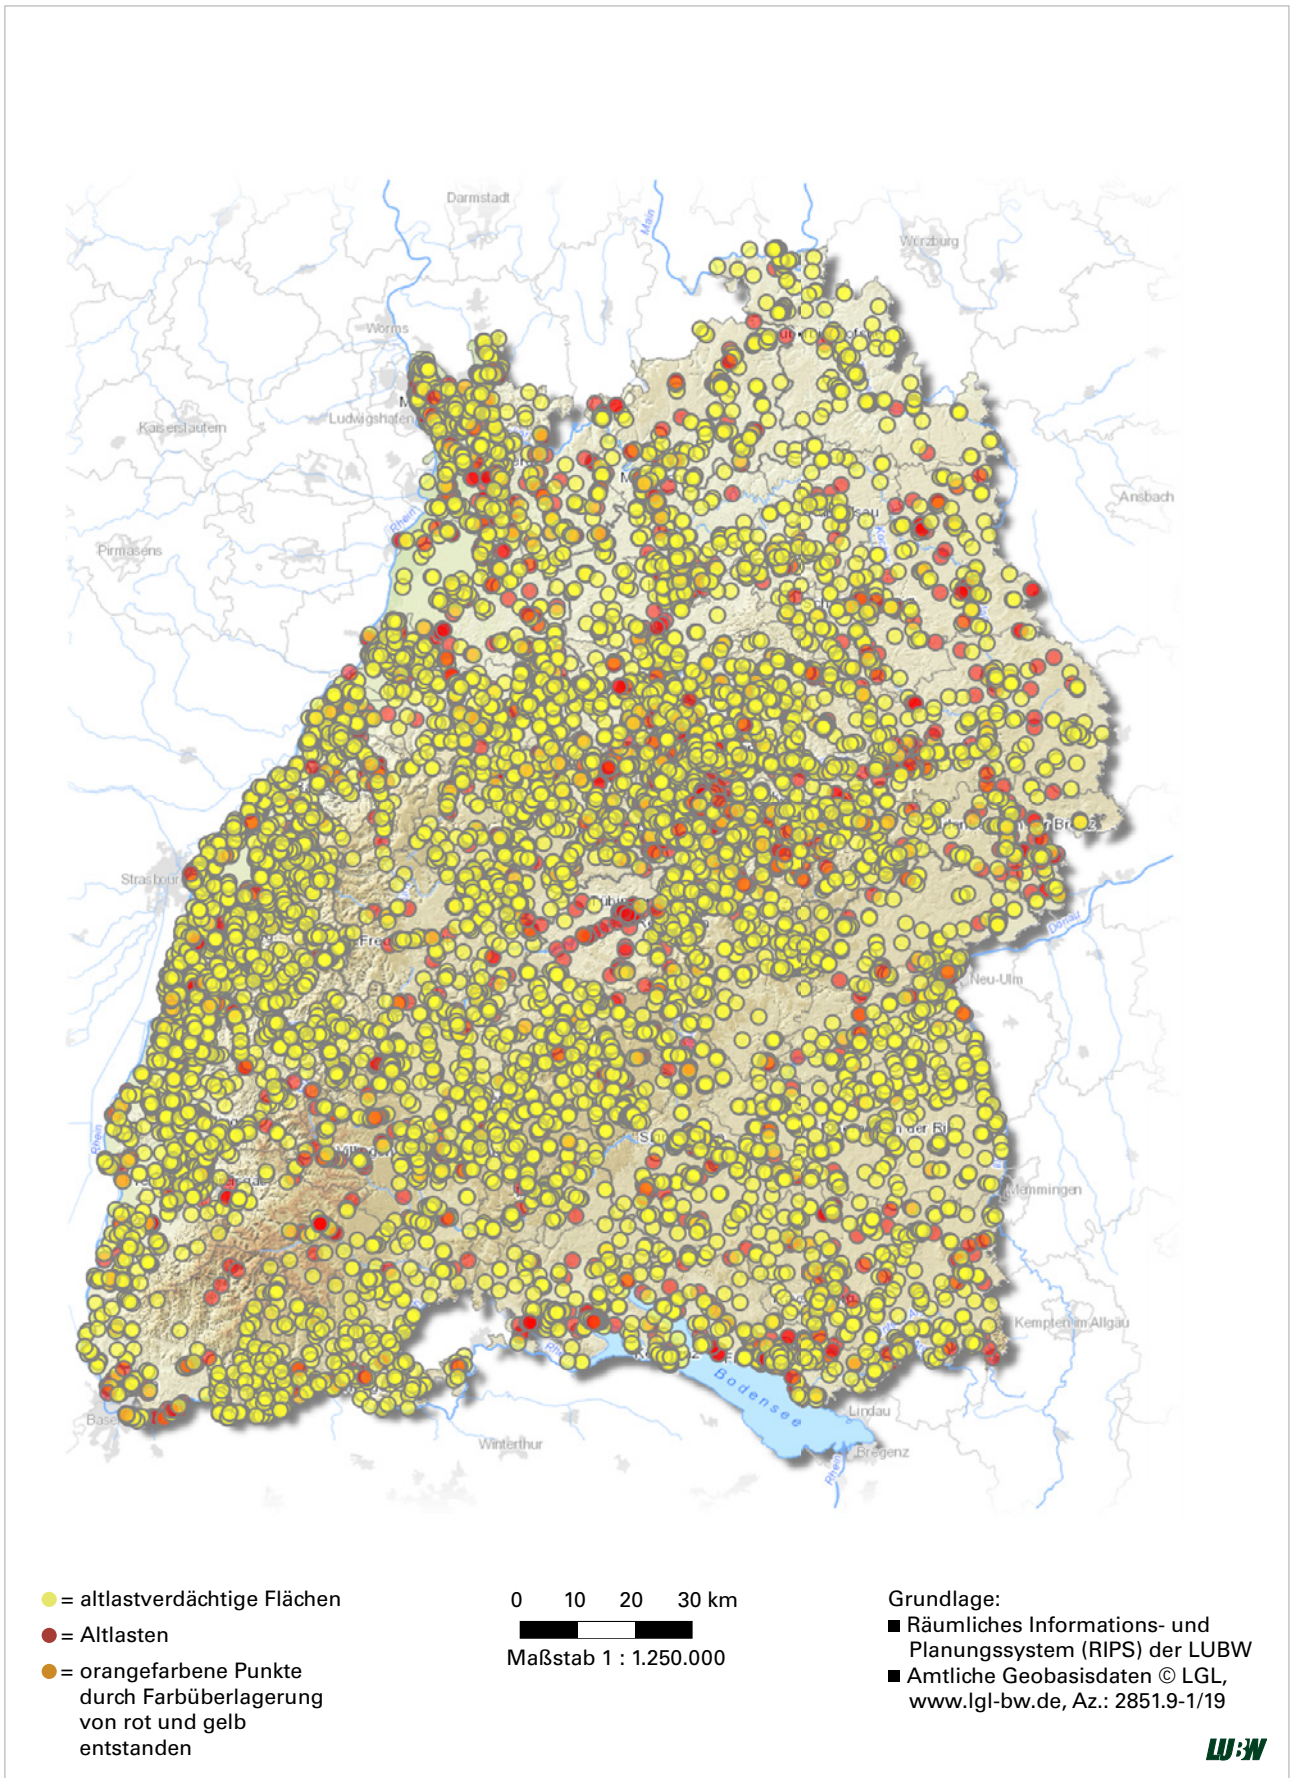 Darmstadt
Main
Würzburg
Worms
Ludwigshafen
Kaiserslautern
Rhein
Ansbach
Pirmasens
Strasbourg
Donau
Neu-Ulm
Rhein
Memmingen
Kempten im Allgäu
Basel
Bodensee
Lindau
Winterthur
Bregenz
Rhein
= altlastverdächtige Flächen
= Altlasten
= orangefarbene Punkte
durch Farbüberlagerung
von rot und gelb
entstanden
0 10 20 30 km
Maßstab 1 : 1.250.000
Grundlage:
Räumliches Informations- und
Planungssystem (RIPS) der LUBW
Amtliche Geobasisdaten © LGL,
www.lgl-bw.de, Az.: 2851.9-1/19
LUBW